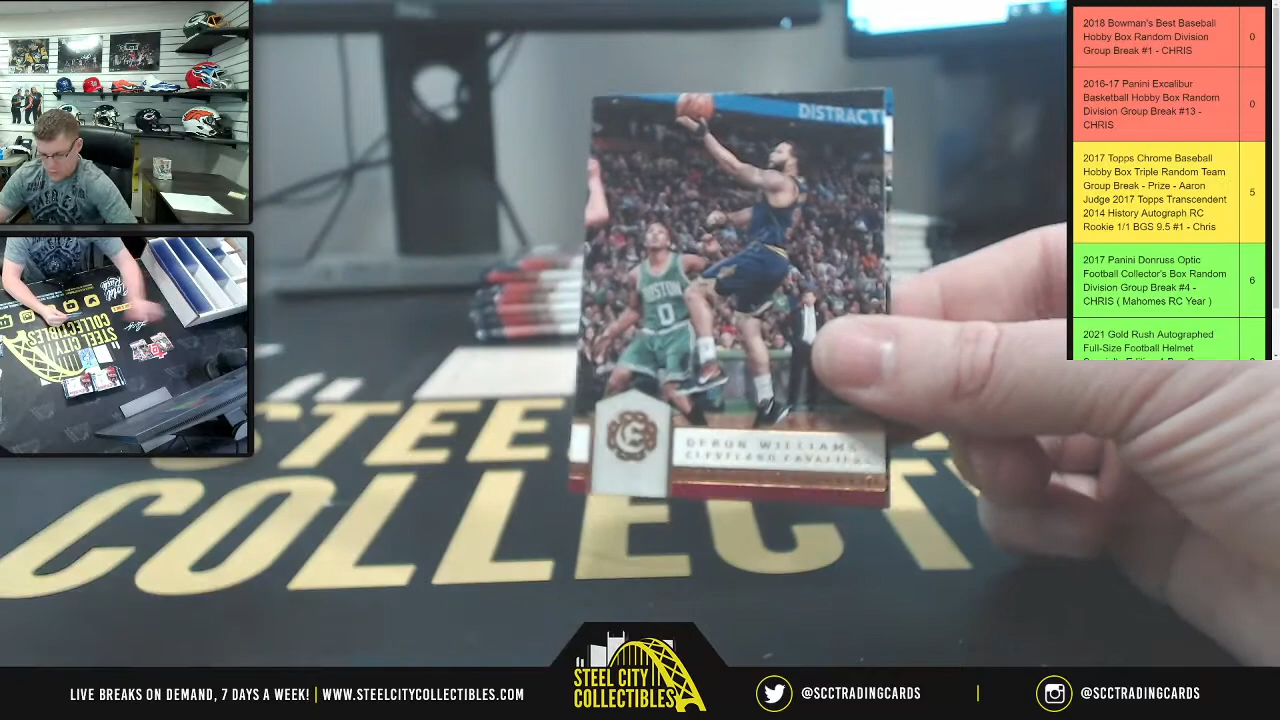 2018 Bowman's Best Baseball
Hobby Box Random Division
Group Break #1 - CHRIS
0
2016-17 Panini Excalibur
Basketball Hobby Box Random
Division Group Break #13 -
CHRIS
0
2017 Topps Chrome Baseball
Hobby Box Triple Random Team
Group Break - Prize - Aaron
Judge 2017 Topps Transcendent
2014 History Autograph RC
Rookie 1/1 BGS 9.5 #1 - Chris
5
2017 Panini Donruss Optic
Football Collector's Box Random
Division Group Break #4 -
CHRIS ( Mahomes RC Year )
6
2021 Gold Rush Autographed
Full-Size Football Helmet
DISTRACT
BOSTON
0
E
DERON WILLIAMS
CLEVELAND CAVALIERS
STEEL CITY
COLLECTIBLES
STEE
COLLECT
LIVE BREAKS ON DEMAND, 7 DAYS A WEEK! | WWW.STEELCITYCOLLECTIBLES.COM
STEEL CITY
COLLECTIBLES
@SCCTRADINGCARDS
@SCCTRADINGCARDS